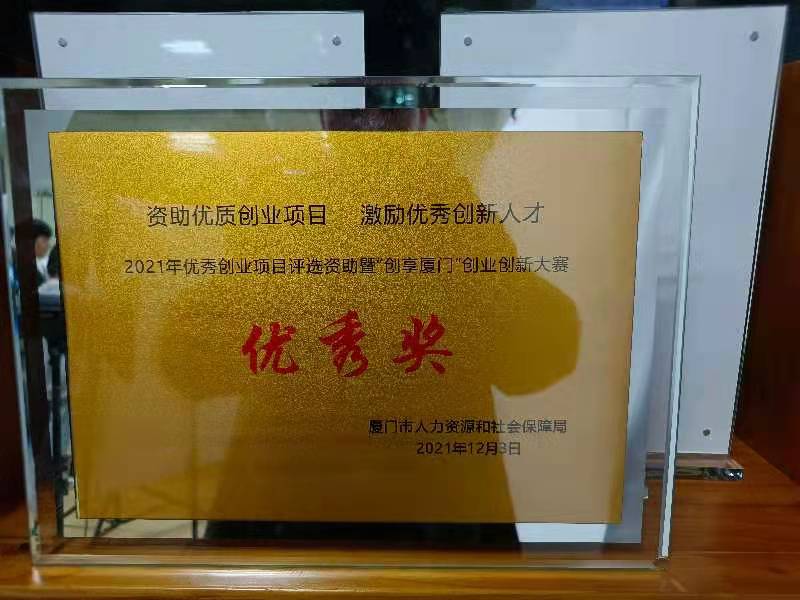 资助优质创业项目 激励优秀创新人才
2021年优秀创业项目评选资助暨“创享厦门”创业创新大赛
优秀奖
厦门市人力资源和社会保障局
2021年12月3日